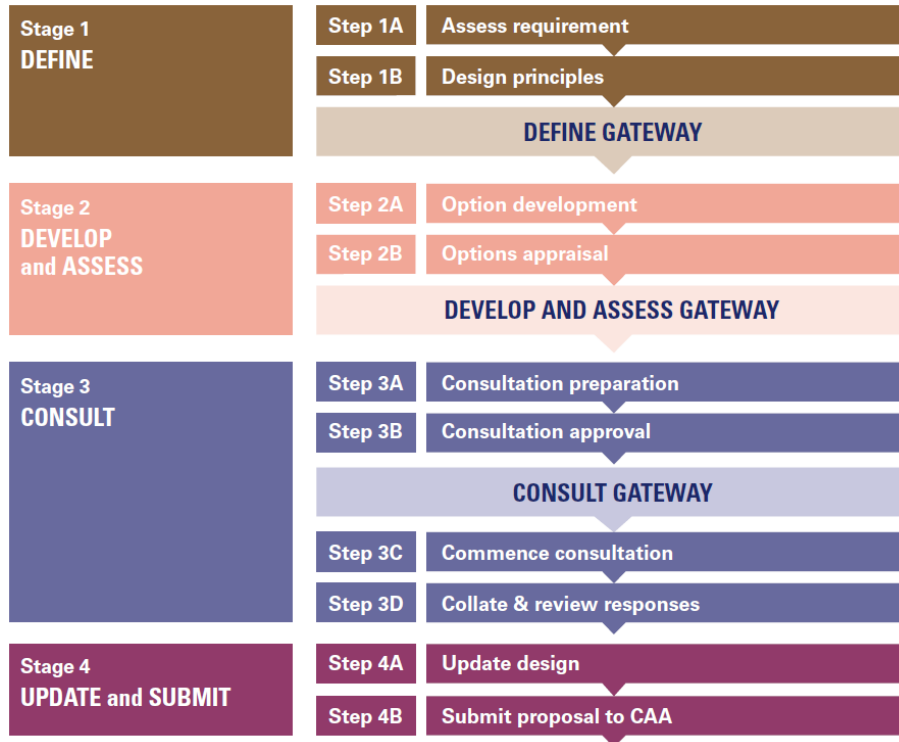 Stage 1
DEFINE
Step 1A Assess requirement
Step 1B Design principles
DEFINE GATEWAY
Stage 2
DEVELOP
and ASSESS
Step 2A Option development
Step 2B Options appraisal
DEVELOP AND ASSESS GATEWAY
Stage 3
CONSULT
Step 3A Consultation preparation
Step 3B Consultation approval
CONSULT GATEWAY
Step 3C Commence consultation
Step 3D Collate & review responses
Stage 4
UPDATE and SUBMIT
Step 4A Update design
Step 4B Submit proposal to CAA